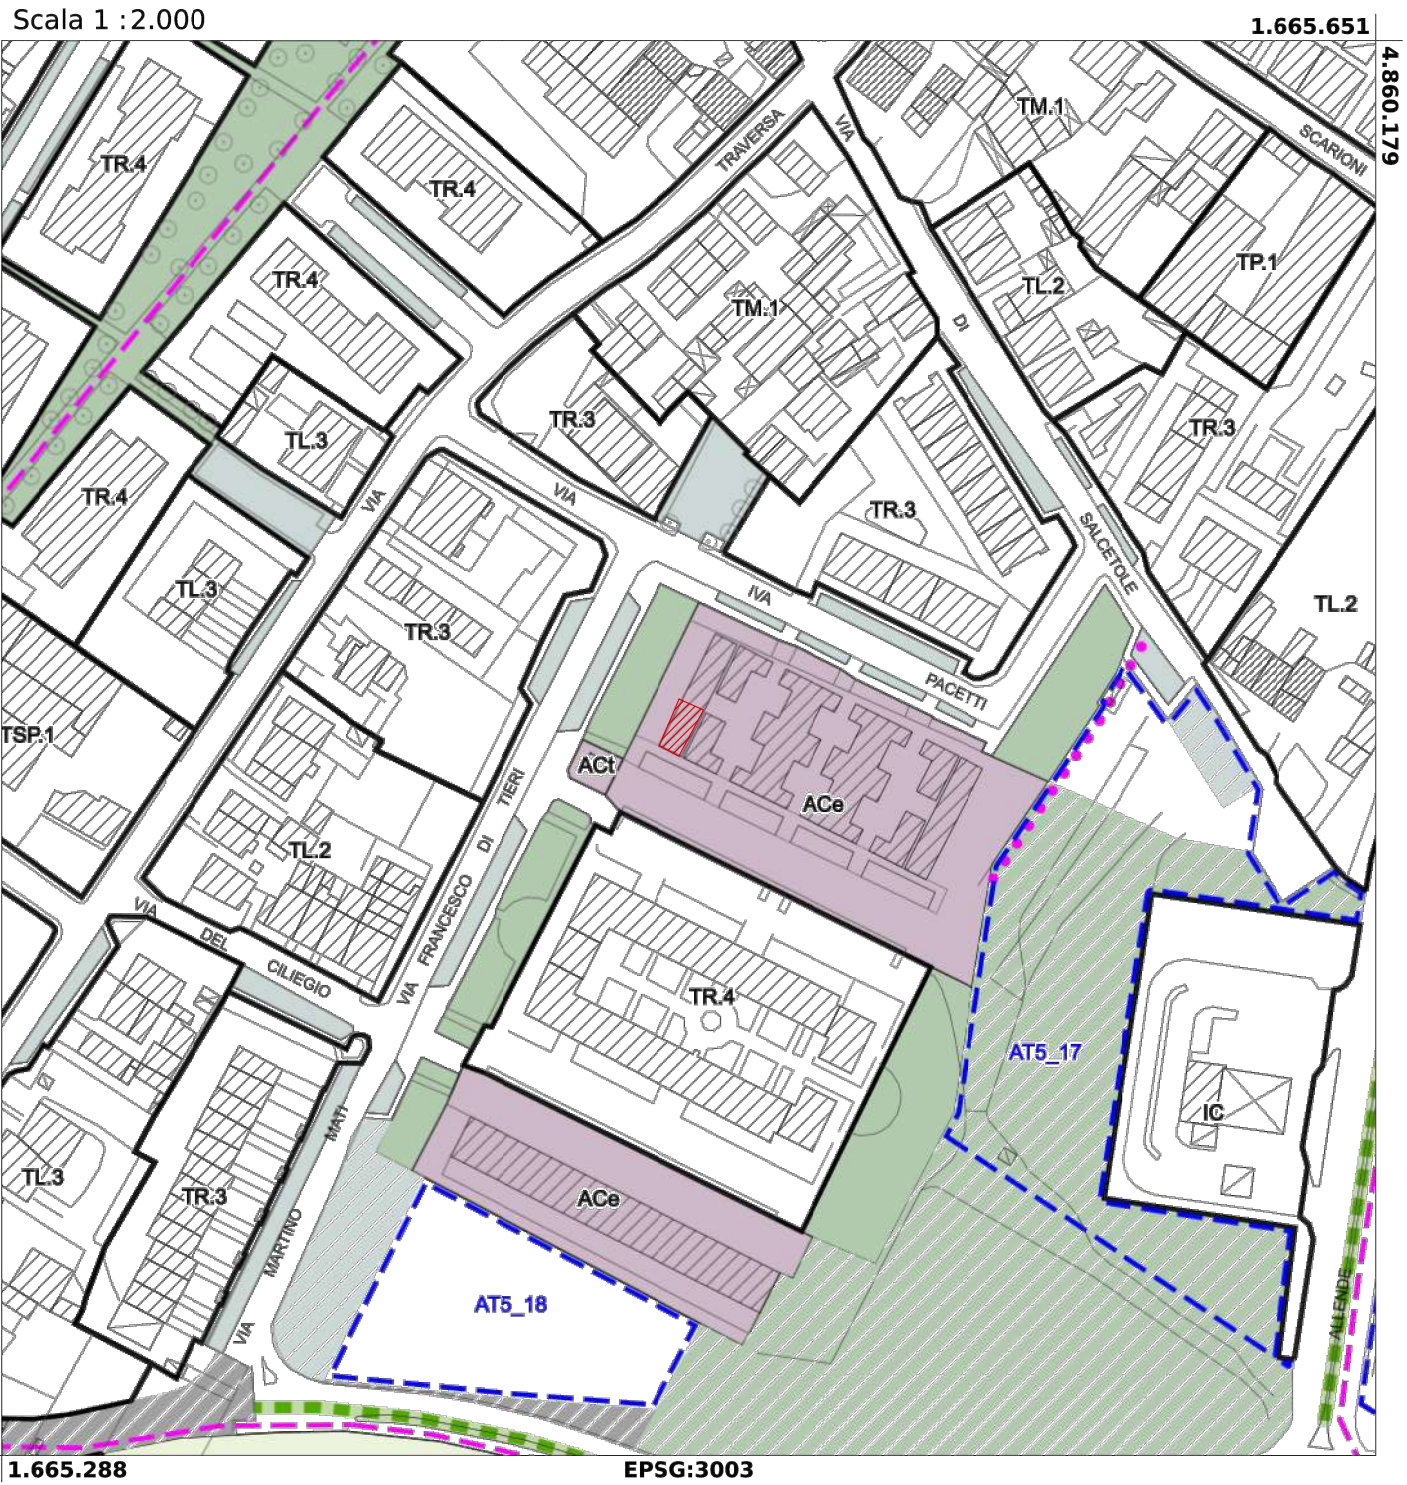 Scala 1 : 2.000
1.665.651
4.860.179
TM.1
SCARIONI
TRAVERSA
VIA
TR.4
TR.4
TP.1
TR.4
TL.2
TM.1
DI
TR.3
TR.3
TL.3
TR.4
VIA
VIA
TR.3
SALCETOLE
TL.3
IVA
TL.2
TR.3
PACETTI
TSP.1
ACt
TIERI
ACe
DI
TL.2
VIA
FRANCESCO
DEL
CILIEGIO
VIA
TR.4
AT5_17
IC
MATI
TL.3
TR.3
ACe
MARTINO
AT5_18
ALLENDE
VIA
1.665.288
EPSG:3003